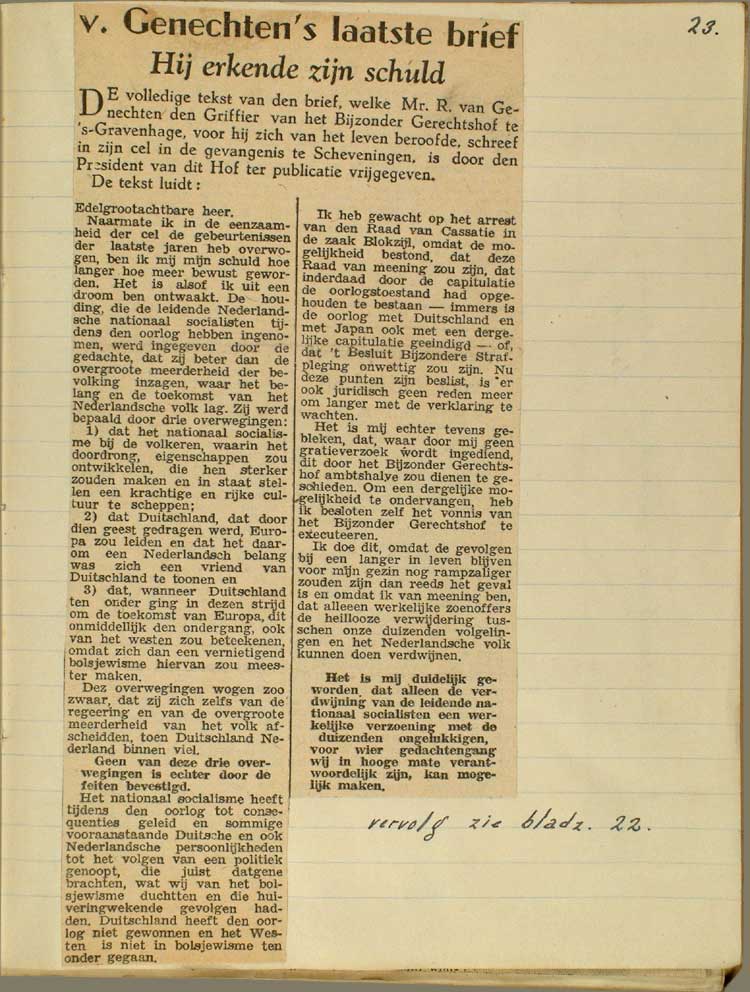 23.
v. Genechten's laatste brief
Hij erkende zijn schuld
DE volledige tekst van den brief, welke Mr. R. van Ge-
nechten den Griffier van het Bijzonder Gerechtshof te
's-Gravenhage, voor hij zich van het leven beroofde, schreef
in zijn cel in de gevangenis te Scheveningen, is door den
President van dit Hof ter publicatie vrijgegeven.
De tekst luidt:
Edelgrootachtbare heer.
Naarmate ik in de eenzaam-
heid der cel de gebeurtenissen
der laatste jaren heb overwo-
gen, ben ik mij mijn schuld hoe
langer hoe meer bewust gewor-
den. Het is alsof ik uit een
droom ben ontwaakt. De hou-
ding, die de leidende Nederland-
sche nationaal socialisten tij-
dens den oorlog hebben ingeno-
men, werd ingegeven door de
gedachte, dat zij beter dan de
overgroote meerderheid der be-
volking inzagen, waar het be-
lang en de toekomst van het
Nederlandsche volk lag. Zij werd
bepaald door drie overwegingen:
1) dat het nationaal socialis-
me bij de volkeren, waarin het
doordrong, eigenschappen zou
ontwikkelen, die hen sterker
zouden maken en in staat stel-
len een krachtige en rijke cul-
tuur te scheppen;
2) dat Duitschland, dat door
dien geest gedragen werd, Euro-
pa zou leiden en dat het daar-
om een Nederlandsch belang
was zich een vriend van
Duitschland te toonen en
3) dat, wanneer Duitschland
ten onder ging in dezen strijd
om de toekomst van Europa, dit
onmiddellijk den ondergang, ook
van het westen zou beteekenen,
omdat zich dan een vernietigend
bolsjewisme hiervan zou mees-
ter maken.
Dez overwegingen wogen zoo
zwaar, dat zij zich zelfs van de
regeering en van de overgroote
meerderheid van het volk af-
scheidden, toen Duitschland Ne-
derland binnen viel.
Geen van deze drie over-
wegingen is echter door de
feiten bevestigd.
Het nationaal socialisme heeft
tijdens den oorlog tot conse-
quenties geleid en sommige
vooraanstaande Duitsche en ook
Nederlandsche persoonlijkheden
tot het volgen van een politiek
genoopt, die juist datgene
brachten, wat wij van het bol-
sjewisme duchtten en die hui-
veringwekende gevolgen had-
den. Duitschland heeft den oor-
log niet gewonnen en het Wes-
ten is niet in bolsjewisme ten
onder gegaan.
Ik heb gewacht op het arrest
van den Raad van Cassatie in
de zaak Blokzijl, omdat de mo-
gelijkheid bestond, dat deze
Raad van meening zou zijn, dat
inderdaad door de capitulatie
de oorlogstoestand had opge-
houden te bestaan — immers is
de oorlog met Duitschland en
met Japan ook met een derge-
lijke capitulatie geeindigd — of,
dat 't Besluit Bijzondere Straf-
pleging onwettig zou zijn. Nu
deze punten zijn beslist, is er
ook juridisch geen reden meer
om langer met de verklaring te
wachten.
Het is mij echter tevens ge-
bleken, dat, waar door mij geen
gratieverzoek wordt ingediend,
dit door het Bijzonder Gerechts-
hof ambtshalve zou dienen te ge-
schieden. Om een dergelijke mo-
gelijkheid te ondervangen, heb
ik besloten zelf het vonnis van
het Bijzonder Gerechtshof te
executeeren.
Ik doe dit, omdat de gevolgen
bij een langer in leven blijven
voor mijn gezin nog rampzaliger
zouden zijn dan reeds het geval
is en omdat ik van meening ben,
dat alleeen werkelijke zoenoffers
de heillooze verwijdering tus-
schen onze duizenden volgelin-
gen en het Nederlandsche volk
kunnen doen verdwijnen.
Het is mij duidelijk ge-
worden, dat alleen de ver-
dwijning van de leidende na-
tionaal socialisten een wer-
kelijke verzoening met de
duizenden ongelukkigen,
voor wier gedachtengang
wij in hooge mate verant-
woordelijk zijn, kan moge-
lijk maken.
vervolg zie bladz. 22.